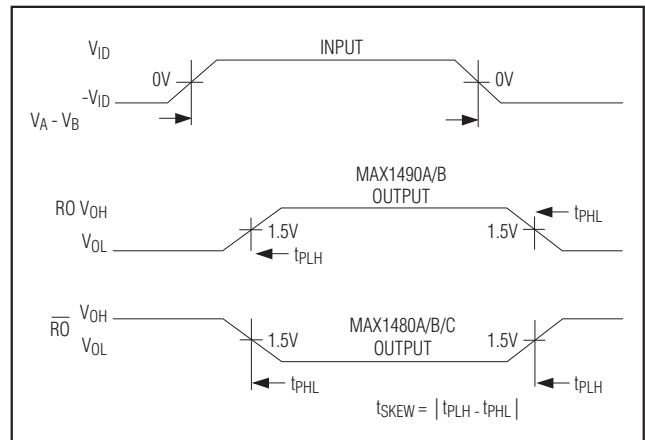 V_ID
INPUT
0V
0V
-V_ID
V_A - V_B
MAX1490A/B
OUTPUT
RO V_OH
t_PHL
1.5V
1.5V
V_OL
t_PLH
R̅O̅ V_OH
MAX1480A/B/C
OUTPUT
1.5V
1.5V
V_OL
t_PHL
t_PLH
t_SKEW = | t_PLH - t_PHL |